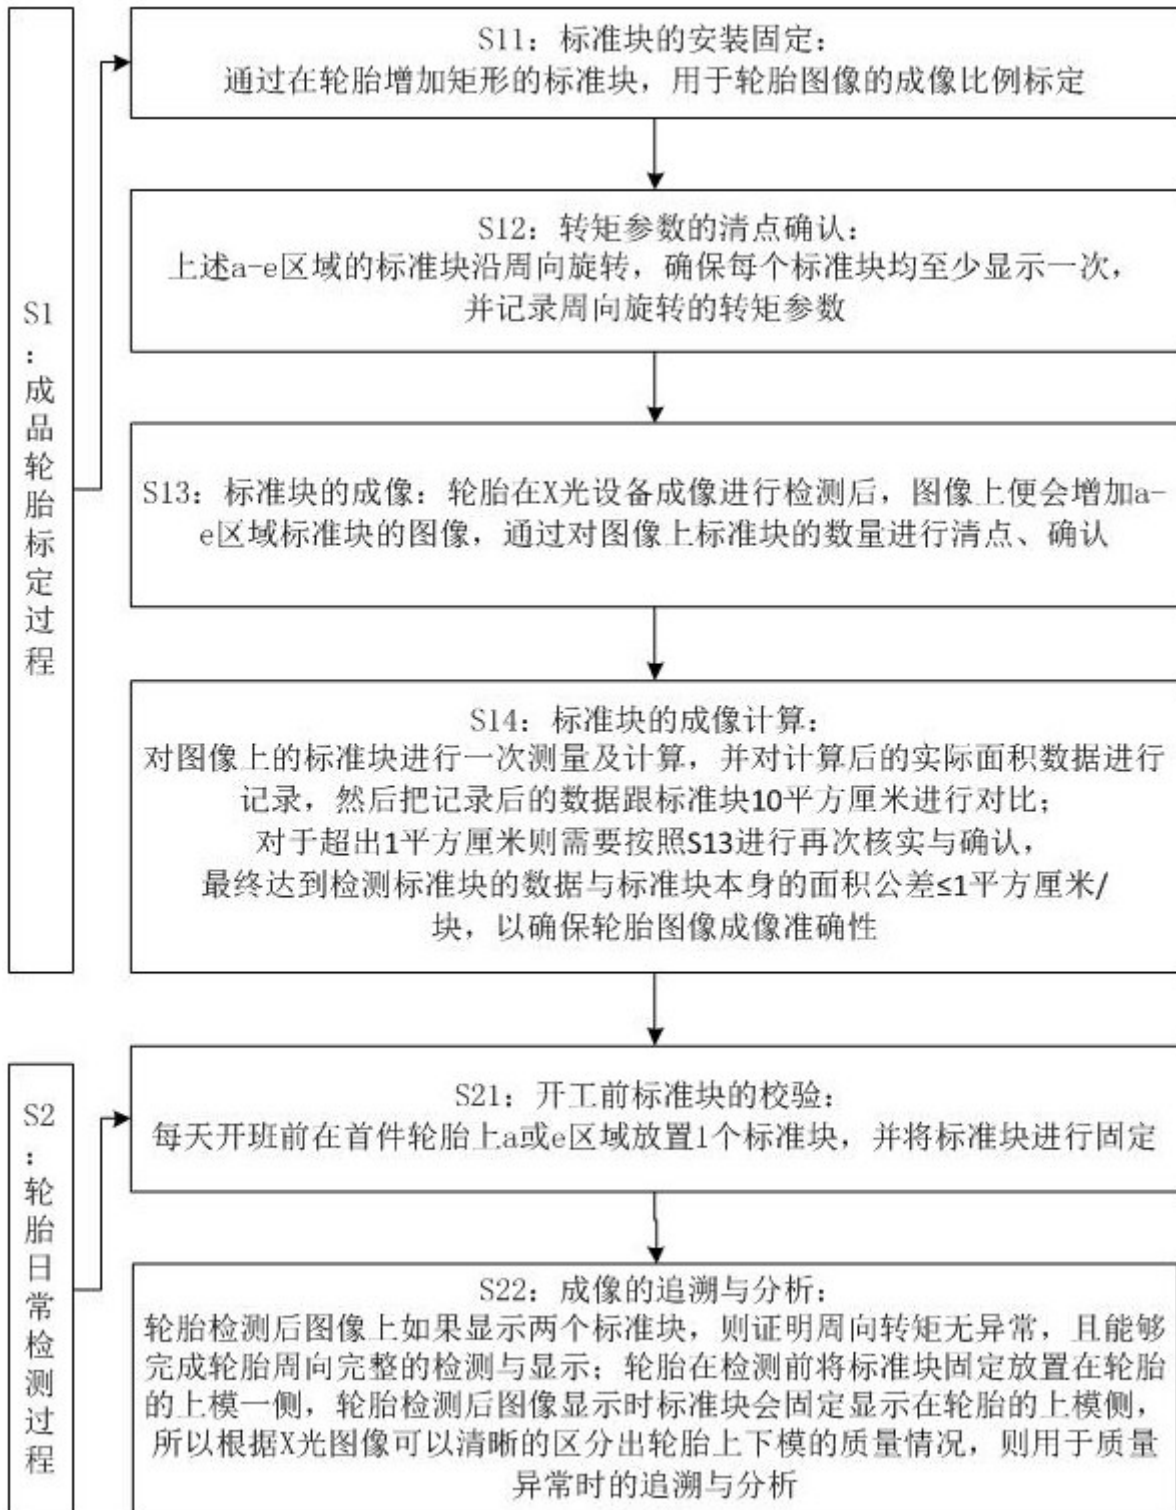 S1
：
成
品
轮
胎
标
定
过
程
S11：标准块的安装固定：
通过在轮胎增加矩形的标准块，用于轮胎图像的成像比例标定
S12：转矩参数的清点确认：
上述a-e区域的标准块沿周向旋转，确保每个标准块均至少显示一次，
并记录周向旋转的转矩参数
S13：标准块的成像：轮胎在X光设备成像进行检测后，图像上便会增加a-
e区域标准块的图像，通过对图像上标准块的数量进行清点、确认
S14：标准块的成像计算：
对图像上的标准块进行一次测量及计算，并对计算后的实际面积数据进行
记录，然后把记录后的数据跟标准块10平方厘米进行对比；
对于超出1平方厘米则需要按照S13进行再次核实与确认，
最终达到检测标准块的数据与标准块本身的面积公差≤1平方厘米/
块，以确保轮胎图像成像准确性
S2
：
轮
胎
日
常
检
测
过
程
S21：开工前标准块的校验：
每天开班前在首件轮胎上a或e区域放置1个标准块，并将标准块进行固定
S22：成像的追溯与分析：
轮胎检测后图像上如果显示两个标准块，则证明周向转矩无异常，且能够
完成轮胎周向完整的检测与显示；轮胎在检测前将标准块固定放置在轮胎
的上模一侧，轮胎检测后图像显示时标准块会固定显示在轮胎的上模侧，
所以根据X光图像可以清晰的区分出轮胎上下模的质量情况，则用于质量
异常时的追溯与分析